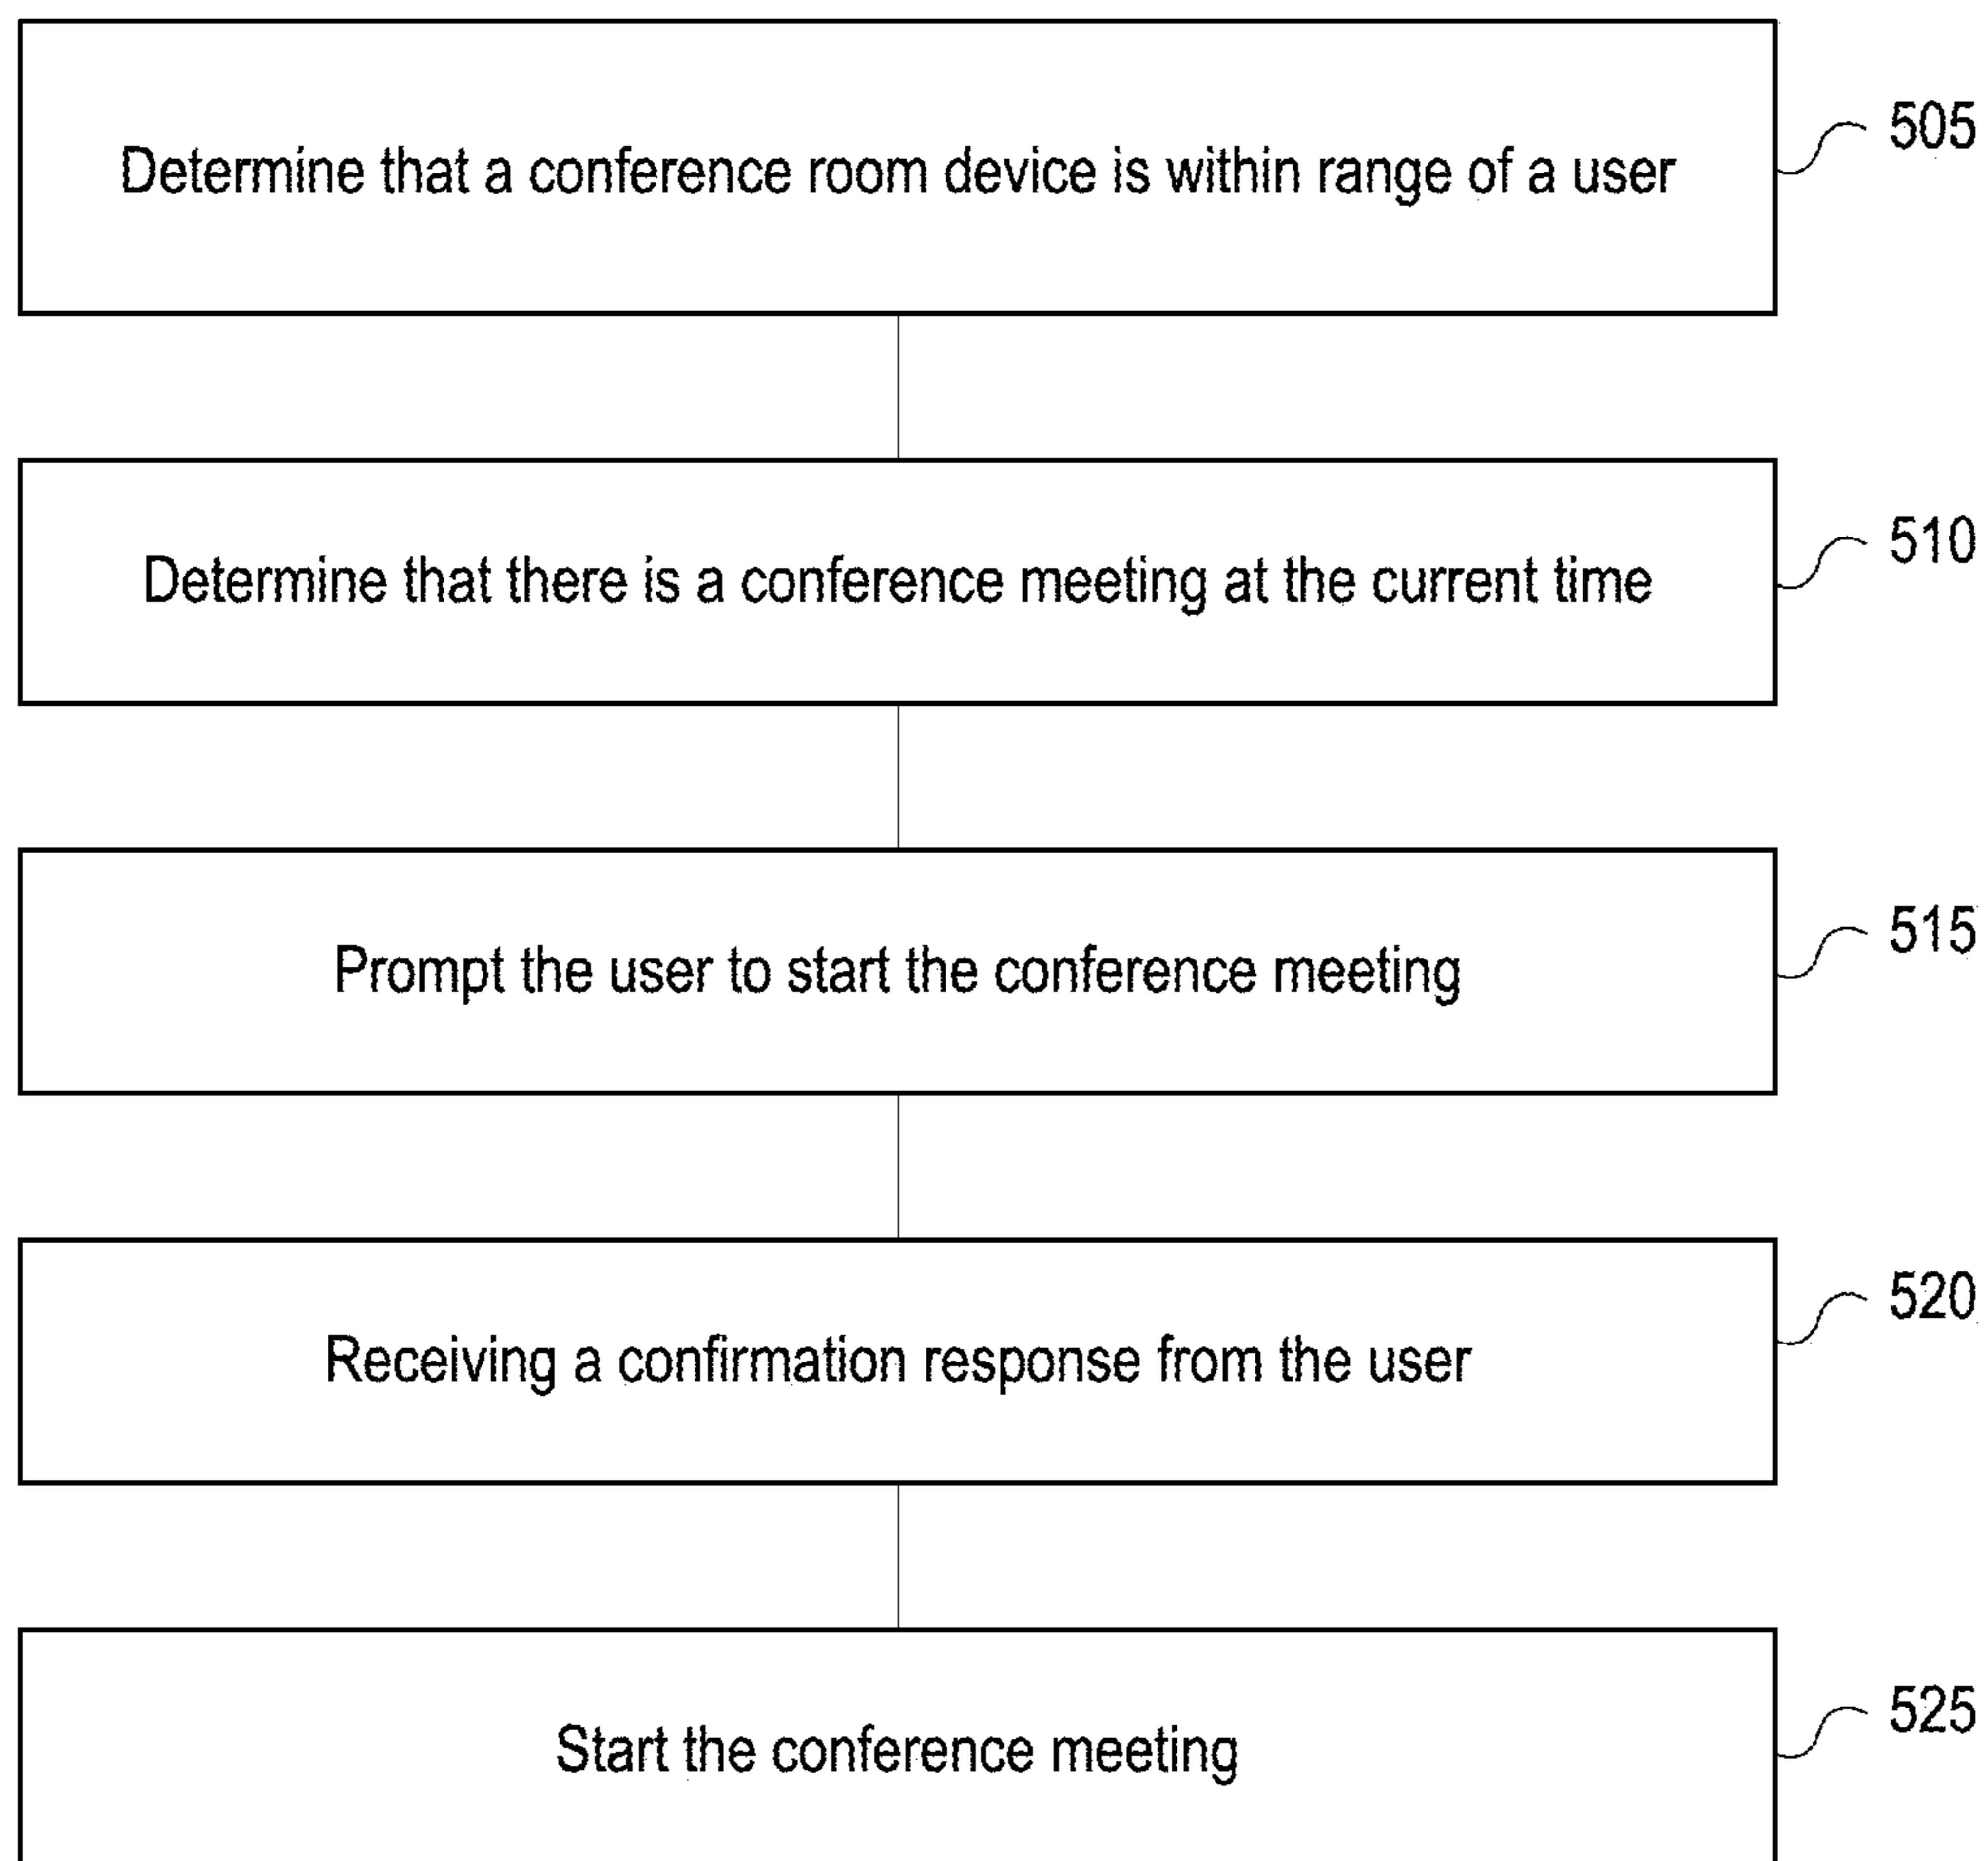 Determine that a conference room device is within range of a user
505
Determine that there is a conference meeting at the current time
510
Prompt the user to start the conference meeting
515
Receiving a confirmation response from the user
520
Start the conference meeting
525